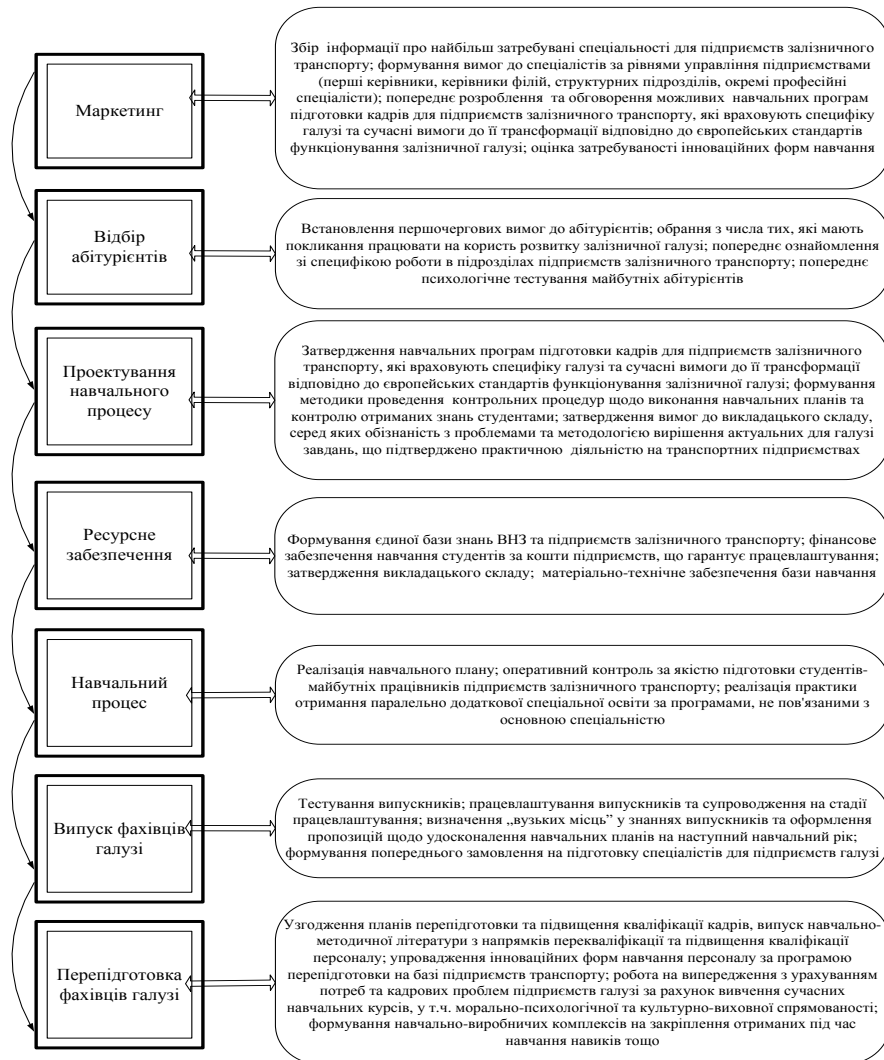 Маркетинг
Збір інформації про найбільш затребувані спеціальності для підприємств залізничного
транспорту; формування вимог до спеціалістів за рівнями управління підприємствами
(перші керівники, керівники філій, структурних підрозділів, окремі професійні
спеціалісти); попереднє розроблення та обговорення можливих навчальних програм
підготовки кадрів для підприємств залізничного транспорту, які враховують специфіку
галузі та сучасні вимоги до її трансформації відповідно до європейських стандартів
функціонування залізничної галузі; оцінка затребуваності інноваційних форм навчання
Відбір
абітурієнтів
Встановлення першочергових вимог до абітурієнтів; обрання з числа тих, які мають
покликання працювати на користь розвитку залізничної галузі; попереднє ознайомлення
зі специфікою роботи в підрозділах підприємств залізничного транспорту; попереднє
психологічне тестування майбутніх абітурієнтів
Проектування
навчального
процесу
Затвердження навчальних програм підготовки кадрів для підприємств залізничного
транспорту, які враховують специфіку галузі та сучасні вимоги до її трансформації
відповідно до європейських стандартів функціонування залізничної галузі; формування
методики проведення контрольних процедур щодо виконання навчальних планів та
контролю отриманих знань студентами; затвердження вимог до викладацького складу,
серед яких обізнаність з проблемами та методологією вирішення актуальних для галузі
завдань, що підтверджено практичною діяльністю на транспортних підприємствах
Ресурсне
забезпечення
Формування єдиної бази знань ВНЗ та підприємств залізничного транспорту; фінансове
забезпечення навчання студентів за кошти підприємств, що гарантує працевлаштування;
затвердження викладацького складу; матеріально-технічне забезпечення бази навчання
Навчальний
процес
Реалізація навчального плану; оперативний контроль за якістю підготовки студентів-
майбутніх працівників підприємств залізничного транспорту; реалізація практики
отримання паралельно додаткової спеціальної освіти за програмами, не пов'язаними з
основною спеціальністю
Випуск фахівців
галузі
Тестування випускників; працевлаштування випускників та супроводження на стадії
працевлаштування; визначення „вузьких місць” у знаннях випускників та оформлення
пропозицій щодо удосконалення навчальних планів на наступний навчальний рік;
формування попереднього замовлення на підготовку спеціалістів для підприємств галузі
Перепідготовка
фахівців галузі
Узгодження планів перепідготовки та підвищення кваліфікації кадрів, випуск навчально-
методичної літератури з напрямків перекваліфікації та підвищення кваліфікації
персоналу; упровадження інноваційних форм навчання персоналу за програмою
перепідготовки на базі підприємств транспорту; робота на випередження з урахуванням
потреб та кадрових проблем підприємств галузі за рахунок вивчення сучасних
навчальних курсів, у т.ч. морально-психологічної та культурно-виховної спрямованості;
формування навчально-виробничих комплексів на закріплення отриманих під час
навчання навиків тощо